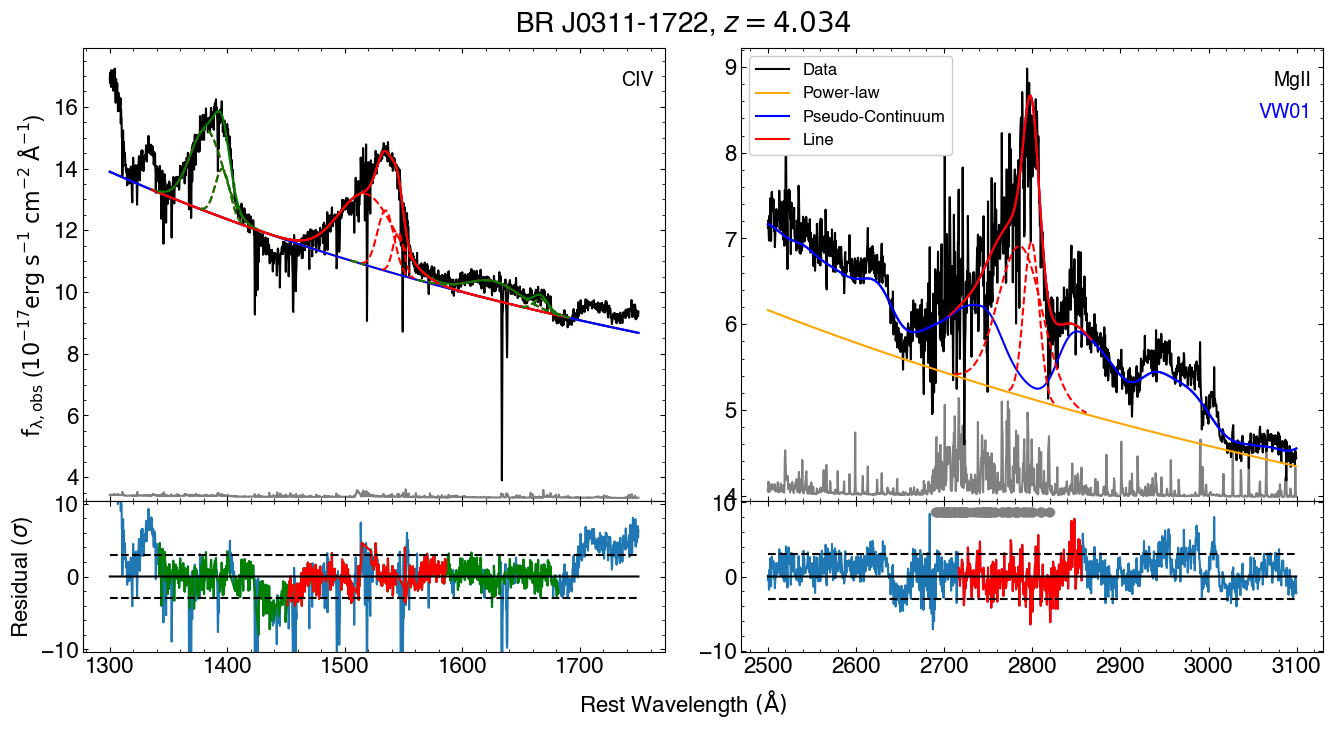 BR J0311-1722, z = 4.034
CIV
16
14
12
10
8
6
4
f_λ,obs (10^−17 erg s^−1 cm^−2 Å^−1)
Data
Power-law
Pseudo-Continuum
Line
MgII
VW01
9
8
7
6
5
4
10
0
−10
Residual (σ)
1300 1400 1500 1600 1700
10
0
−10
2500 2600 2700 2800 2900 3000 3100
Rest Wavelength (Å)